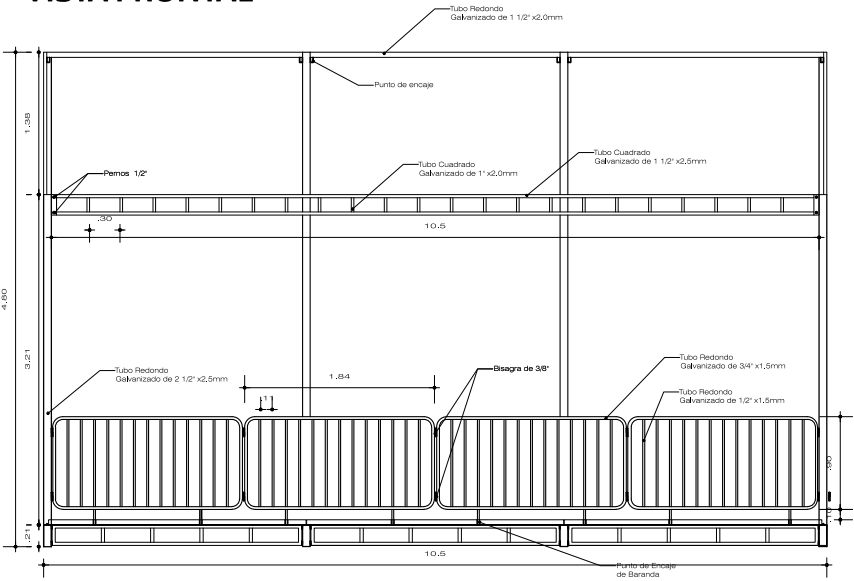 VISTA FRONTAL
Tubo Redondo
Galvanizado de 1 1/2" x2.0mm
Punto de encaje
1.38
Tubo Cuadrado
Galvanizado de 1 1/2" x2.5mm
Tubo Cuadrado
Galvanizado de 1" x2.0mm
Pernos 1/2"
.30
10.5
4.80
3.21
Tubo Redondo
Galvanizado de 2 1/2" x2.5mm
1.84
Bisagra de 3/8"
Tubo Redondo
Galvanizado de 3/4" x1.5mm
.11
Tubo Redondo
Galvanizado de 1/2" x1.5mm
.90
.10
.21
10.5
Punto de Encaje
de Baranda